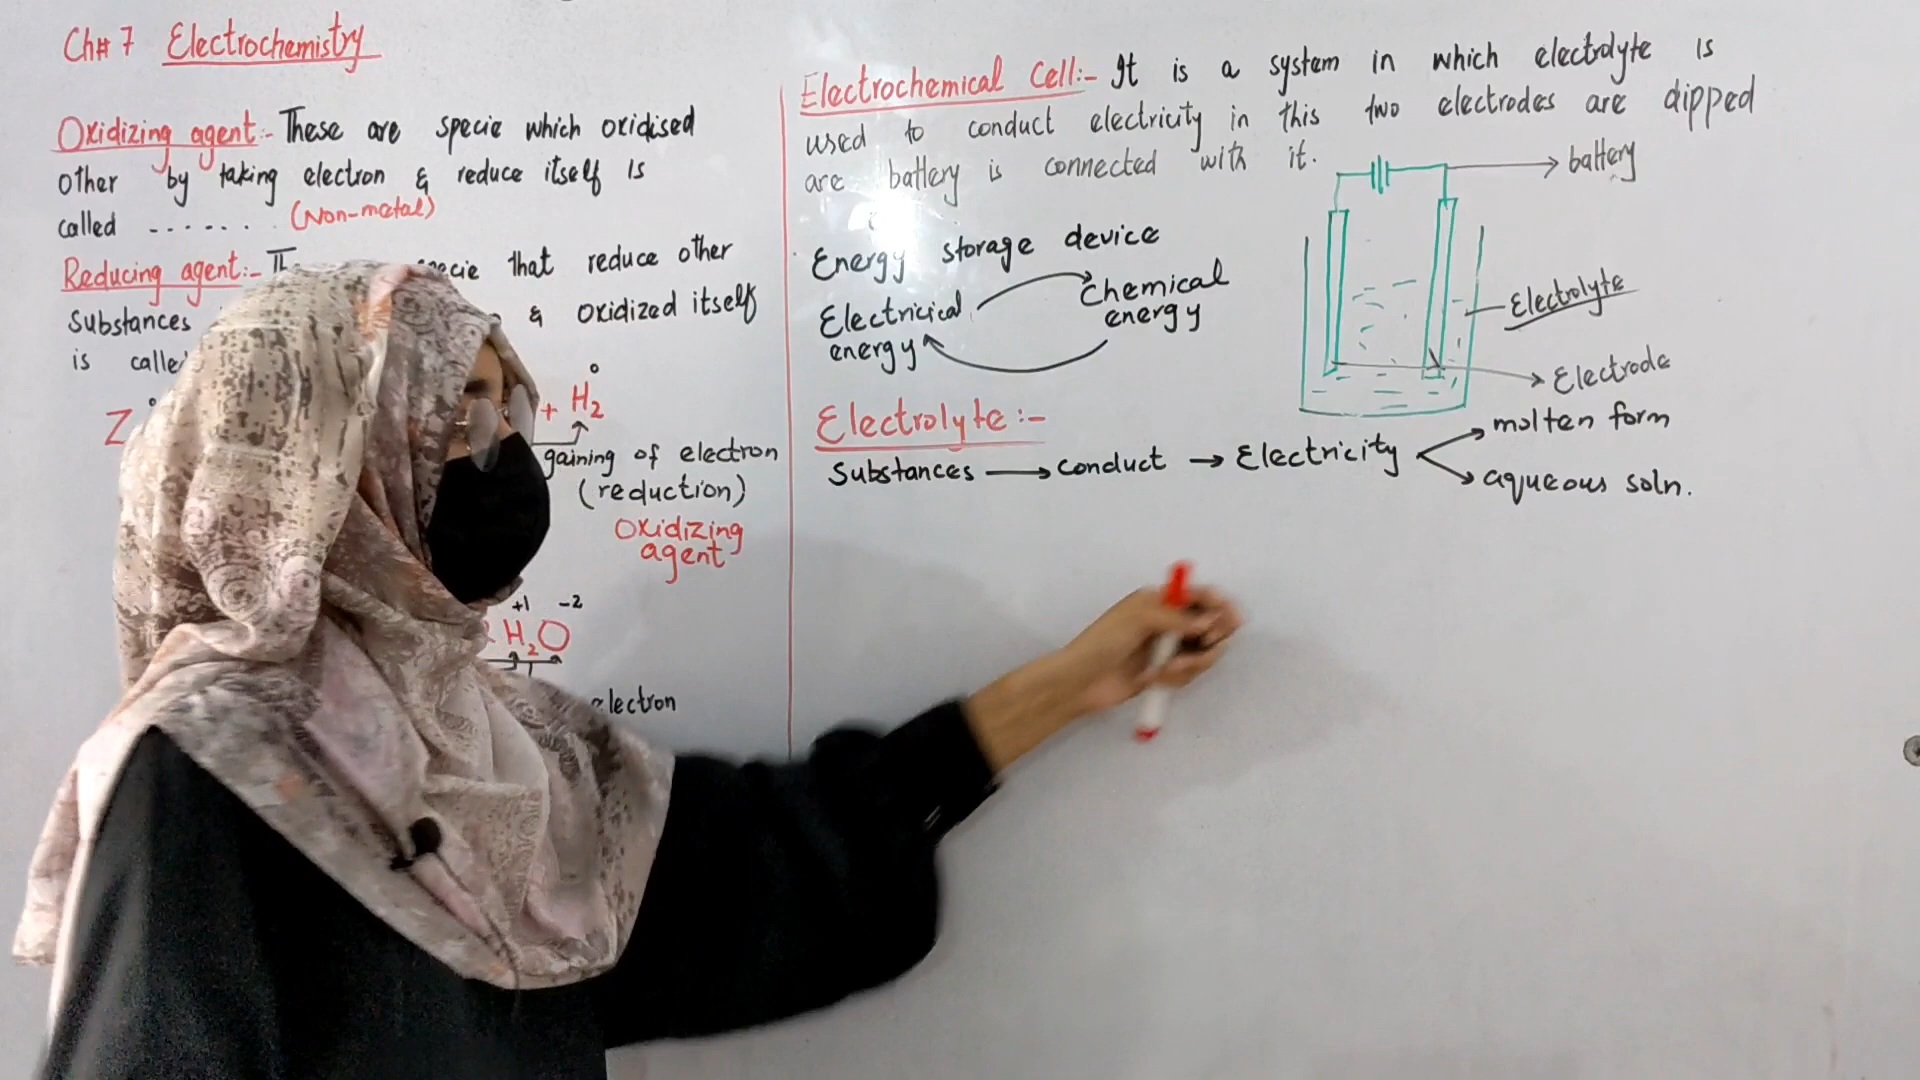 Ch# 7 Electrochemistry
Oxidizing agent:- These are specie which oxidised
other by taking electron & reduce itself is
called ....... (Non-metal)
Reducing agent:- specie that reduce other
Substances & oxidized itself
is
Z
+ H2 0
gaining of electron
(reduction)
Oxidizing
agent
+1 -2
H2O
electron
Electrochemical Cell:- It is a system in which electrolyte is
used to conduct electricity in this two electrodes are dipped
are battery is connected with it.
battery
Energy storage device
Electricical
energy
Chemical
energy
Electrolyte
Electrode
Electrolyte:-
Substances → conduct → Electricity
molten form
aqueous soln.